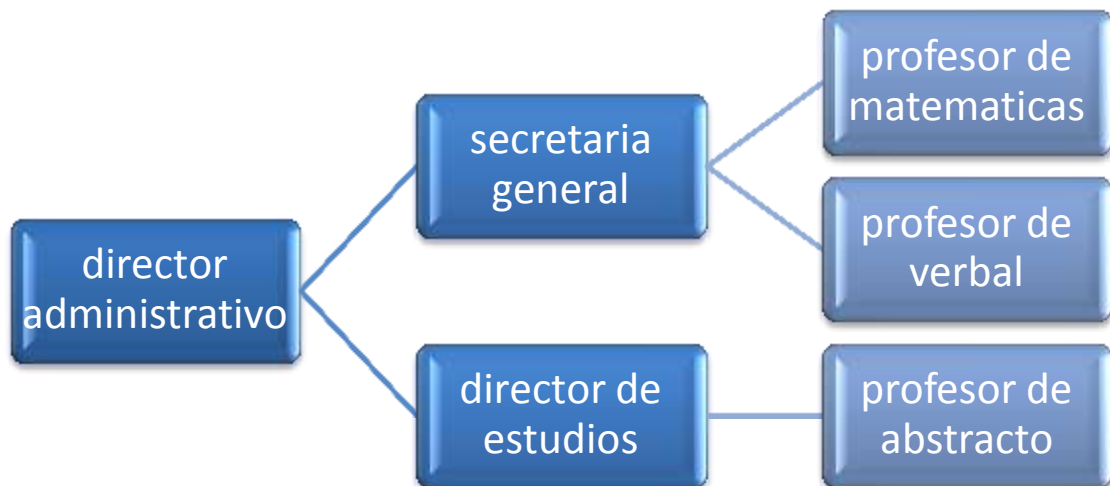 director
administrativo
secretaria
general
profesor de
matematicas
profesor de
verbal
director de
estudios
profesor de
abstracto